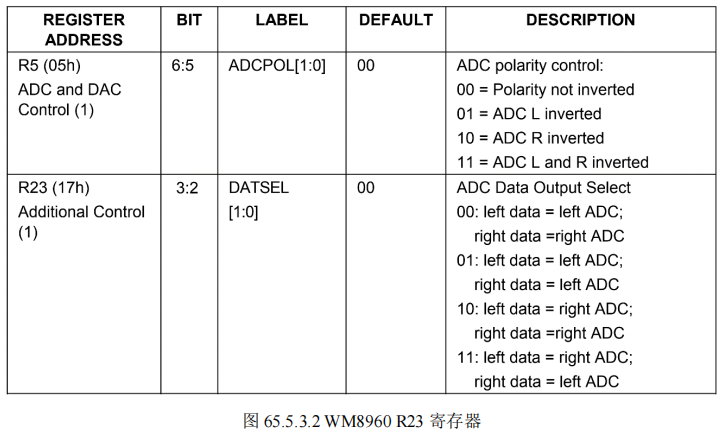 REGISTER ADDRESS BIT LABEL DEFAULT DESCRIPTION
R5 (05h) 6:5 ADCPOL[1:0] 00 ADC polarity control:
ADC and DAC 00 = Polarity not inverted
Control (1) 01 = ADC L inverted
10 = ADC R inverted
11 = ADC L and R inverted
R23 (17h) 3:2 DATSEL 00 ADC Data Output Select
Additional Control [1:0] 00: left data = left ADC;
(1) right data =right ADC
01: left data = left ADC;
right data = left ADC
10: left data = right ADC;
right data =right ADC
11: left data = right ADC;
right data = left ADC
图 65.5.3.2 WM8960 R23 寄存器